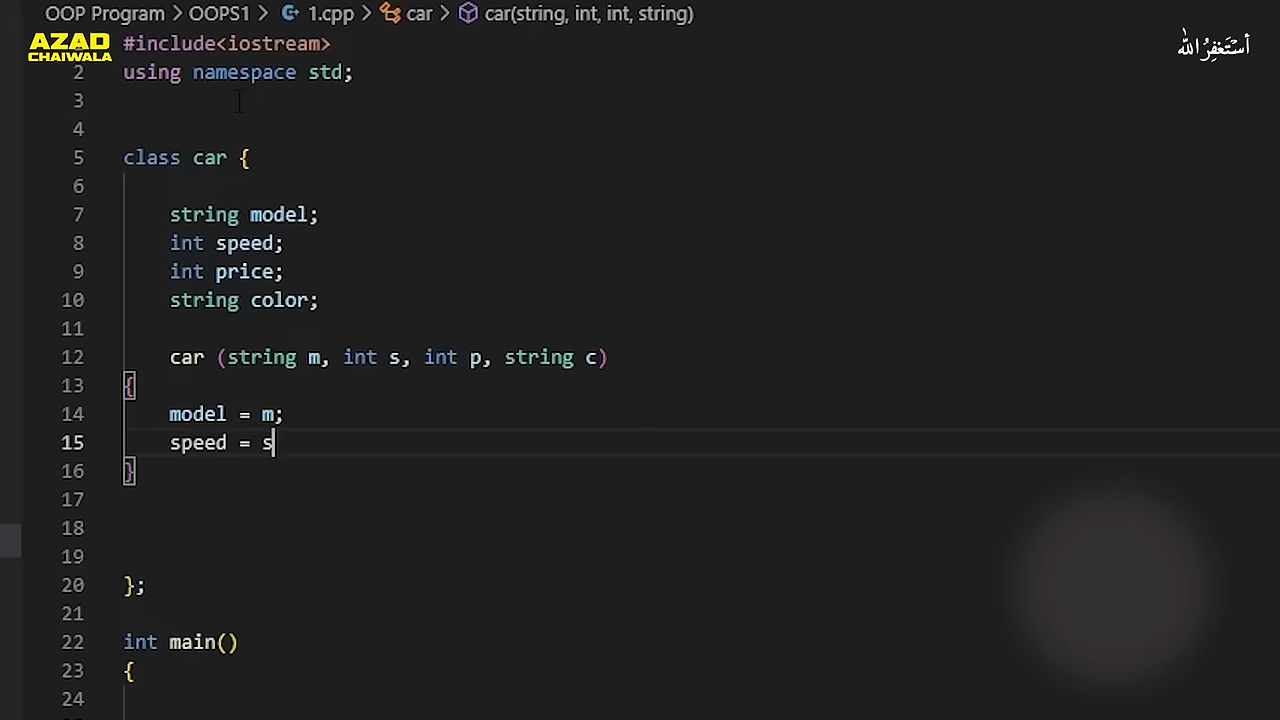 OOP Program > OOPS1 > 1.cpp > car > car(string, int, int, string)
AZAD
CHAIWALA
أستغفر الله
#include<iostream>
2 using namespace std;
3
4
5 class car {
6
7 string model;
8 int speed;
9 int price;
10 string color;
11
12 car (string m, int s, int p, string c)
13 {
14 model = m;
15 speed = s
16 }
17
18
19
20 };
21
22 int main()
23 {
24